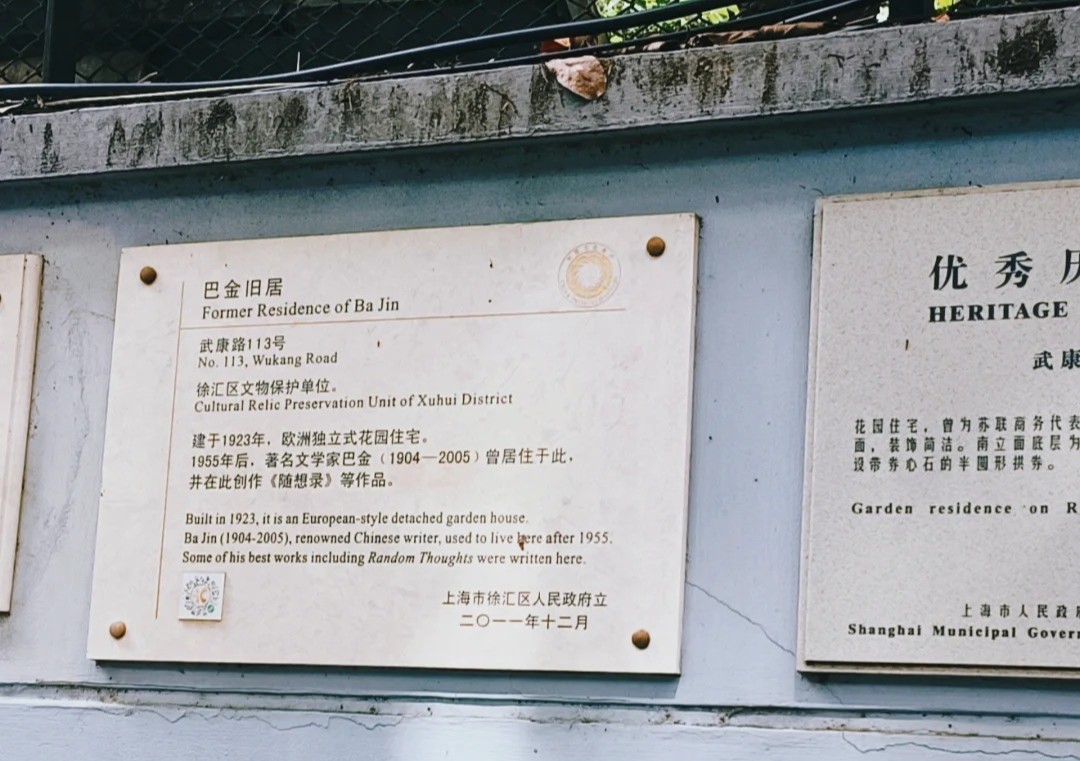 巴金旧居
Former Residence of Ba Jin
武康路113号
No. 113, Wukang Road
徐汇区文物保护单位。
Cultural Relic Preservation Unit of Xuhui District
建于1923年，欧洲独立式花园住宅。
1955年后，著名文学家巴金（1904—2005）曾居住于此，
并在此创作《随想录》等作品。
Built in 1923, it is an European-style detached garden house.
Ba Jin (1904-2005), renowned Chinese writer, used to live here after 1955.
Some of his best works including Random Thoughts were written here.
上海市徐汇区人民政府立
二〇一一年十二月
优秀历
HERITAGE
武康
花园住宅，曾为苏联商务代表
面，装饰简洁。南立面底层为
设带券心石的半圆形拱券。
Garden residence on R
上海市人民政府
Shanghai Municipal Govern